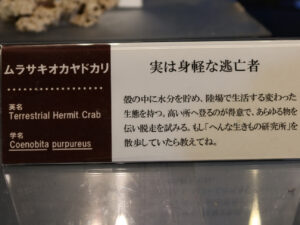 ムラサキオカヤドカリ
英名
Terrestrial Hermit Crab
学名
Coenobita purpureus
実は身軽な逃亡者
殻の中に水分を貯め、陸場で生活する変わった
生態を持つ。高い所へ登るのが得意で、あらゆる物を
伝い脱走を試みる。もし「へんな生きもの研究所」を
散歩していたら教えてね。